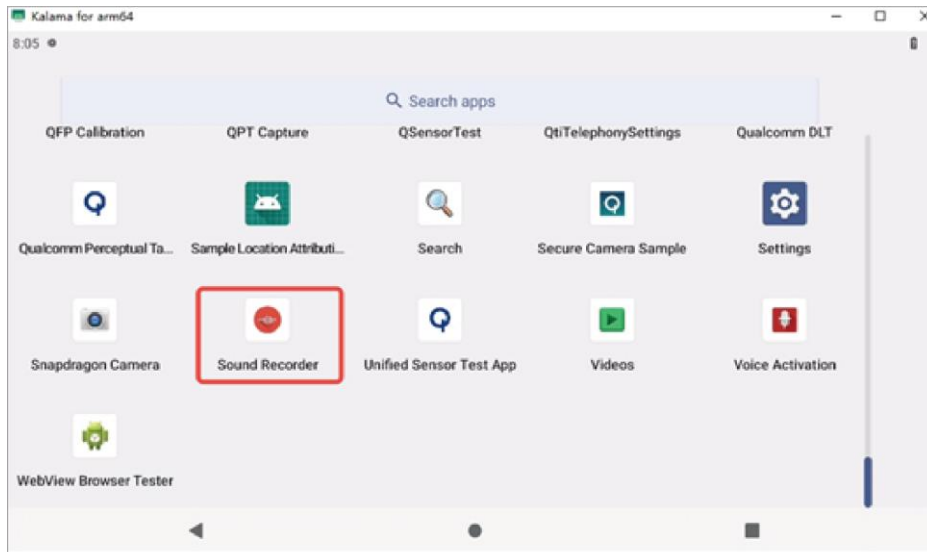 Kalama for arm64
8:05
Search apps
QFP Calibration QPT Capture QSensorTest QtiTelephonySettings Qualcomm DLT
Qualcomm Perceptual Ta... Sample Location Attributi... Search Secure Camera Sample Settings
Snapdragon Camera Sound Recorder Unified Sensor Test App Videos Voice Activation
WebView Browser Tester